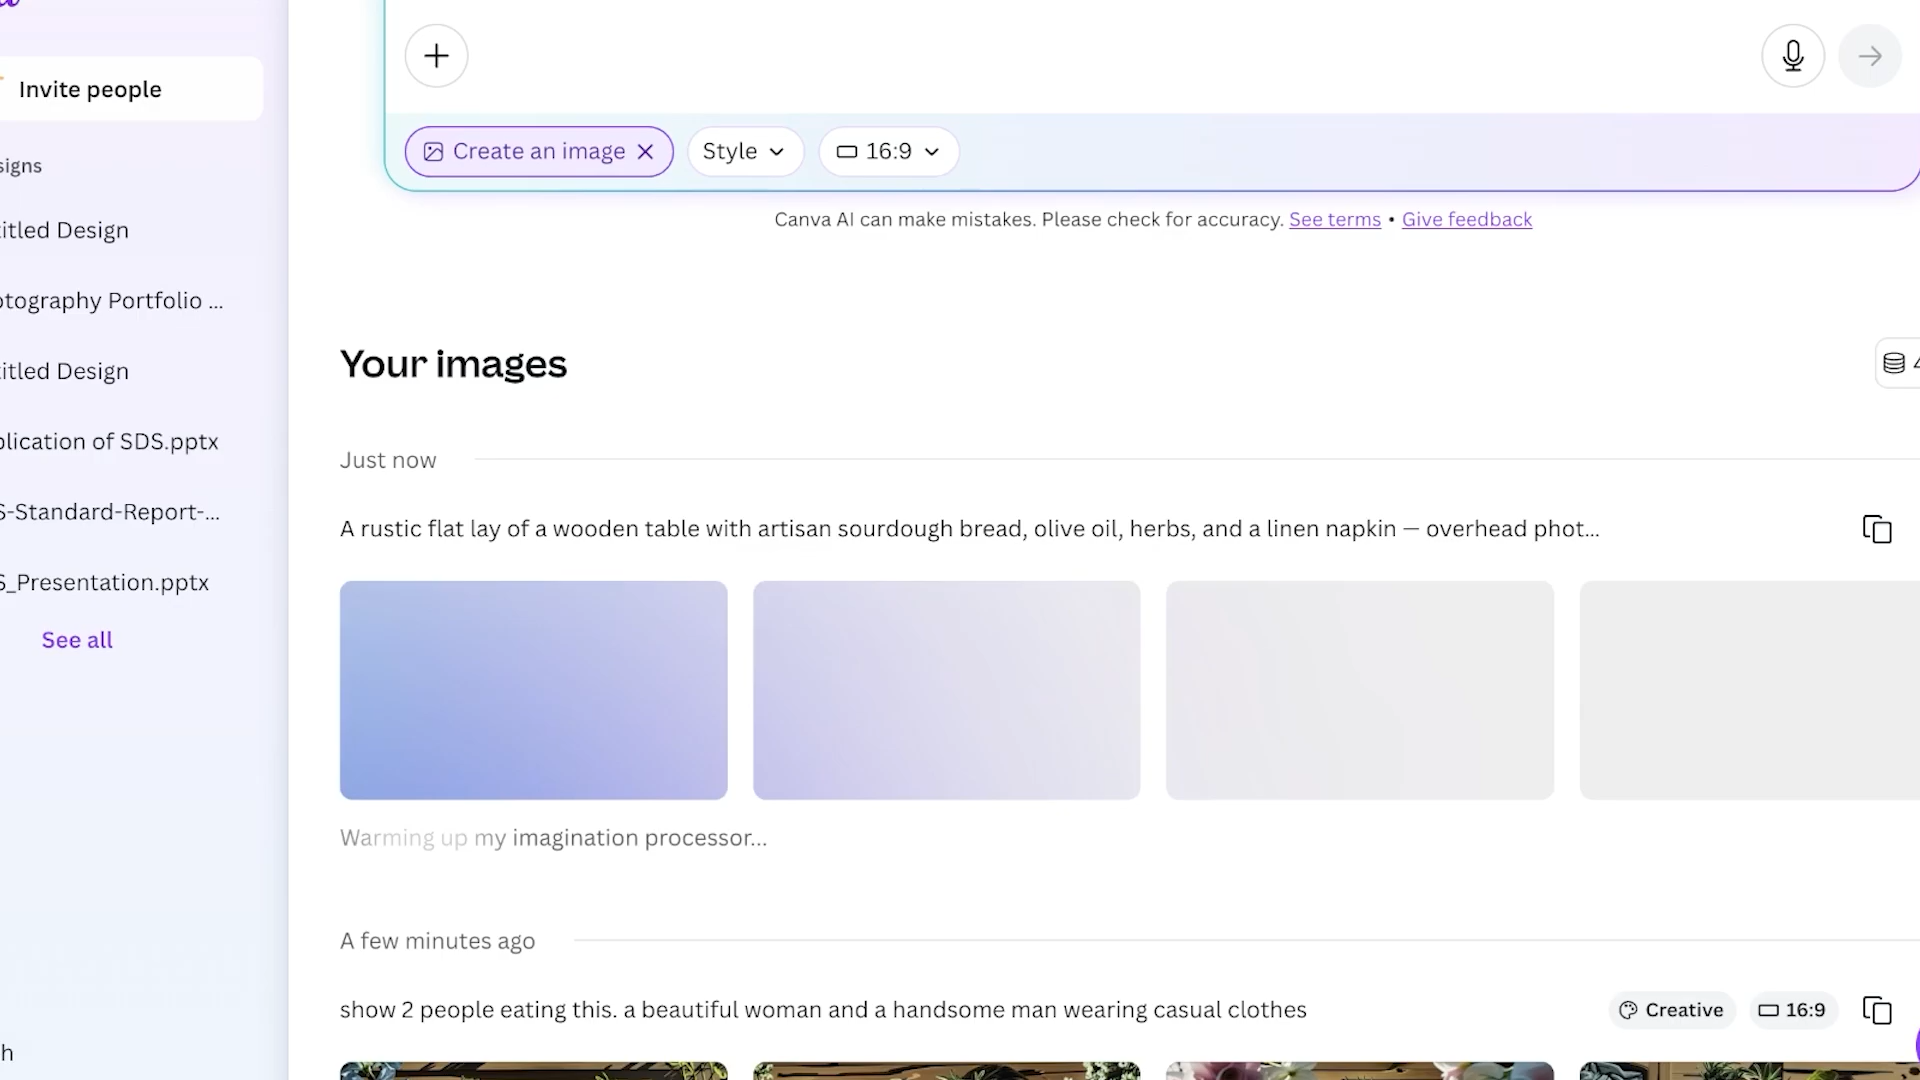 Invite people
signs
titled Design
otography Portfolio ...
titled Design
plication of SDS.pptx
S-Standard-Report-...
S_Presentation.pptx
See all
h
Create an image
Style
16:9
Canva AI can make mistakes. Please check for accuracy. See terms • Give feedback
Your images
Just now
A rustic flat lay of a wooden table with artisan sourdough bread, olive oil, herbs, and a linen napkin — overhead phot...
Warming up my imagination processor...
A few minutes ago
show 2 people eating this. a beautiful woman and a handsome man wearing casual clothes
Creative
16:9